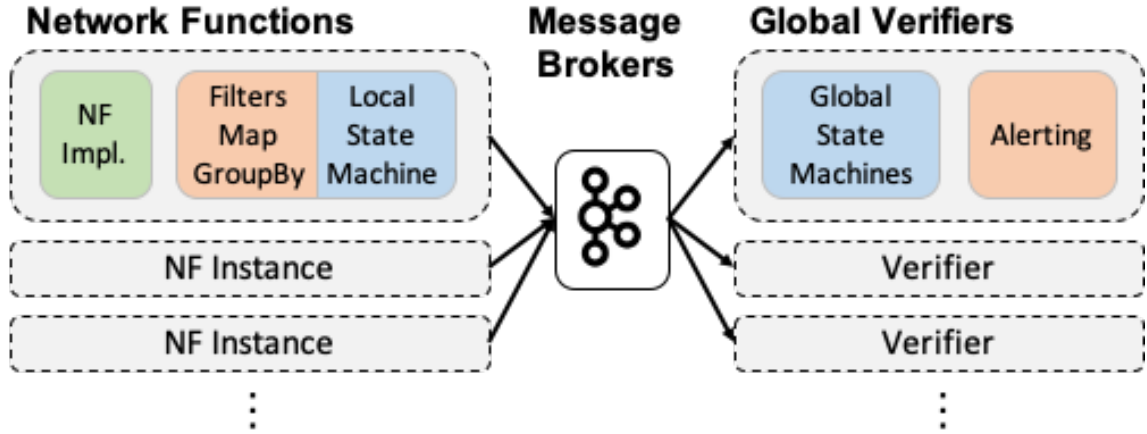 Network Functions
Message
Brokers
Global Verifiers
NF
Impl.
Filters
Map
GroupBy
Local
State
Machine
Global
State
Machines
Alerting
NF Instance
NF Instance
Verifier
Verifier